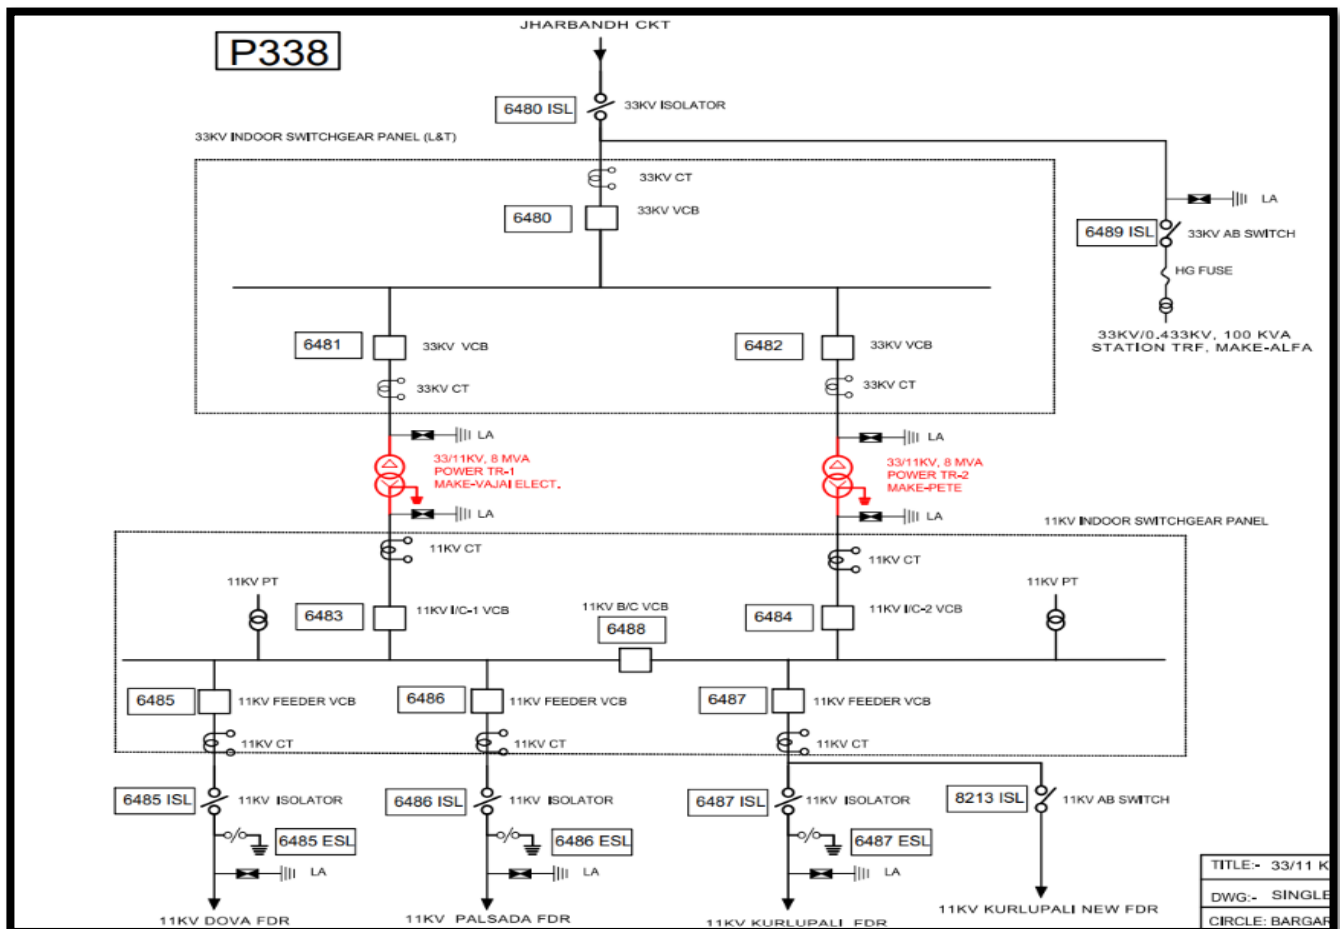 JHARBANDH CKT
P338
6480 ISL
33KV ISOLATOR
33KV INDOOR SWITCHGEAR PANEL (L&T)
33KV CT
6480
33KV VCB
LA
6489 ISL
33KV AB SWITCH
HG FUSE
33KV/0.433KV, 100 KVA
STATION TRF, MAKE-ALFA
6481
33KV VCB
6482
33KV VCB
33KV CT
33KV CT
LA
LA
33/11KV, 8 MVA
POWER TR-1
MAKE-VAJAI ELECT.
33/11KV, 8 MVA
POWER TR-2
MAKE-PETE
LA
LA
11KV INDOOR SWITCHGEAR PANEL
11KV CT
11KV CT
11KV PT
11KV PT
6483
11KV I/C-1 VCB
11KV B/C VCB
6488
6484
11KV I/C-2 VCB
6485
11KV FEEDER VCB
6486
11KV FEEDER VCB
6487
11KV FEEDER VCB
11KV CT
11KV CT
11KV CT
6485 ISL
11KV ISOLATOR
6486 ISL
11KV ISOLATOR
6487 ISL
11KV ISOLATOR
8213 ISL
11KV AB SWITCH
6485 ESL
6486 ESL
6487 ESL
LA
LA
LA
11KV DOVA FDR
11KV PALSADA FDR
11KV KURLUPALI FDR
11KV KURLUPALI NEW FDR
TITLE:- 33/11 K
DWG:- SINGLE
CIRCLE: BARGAR